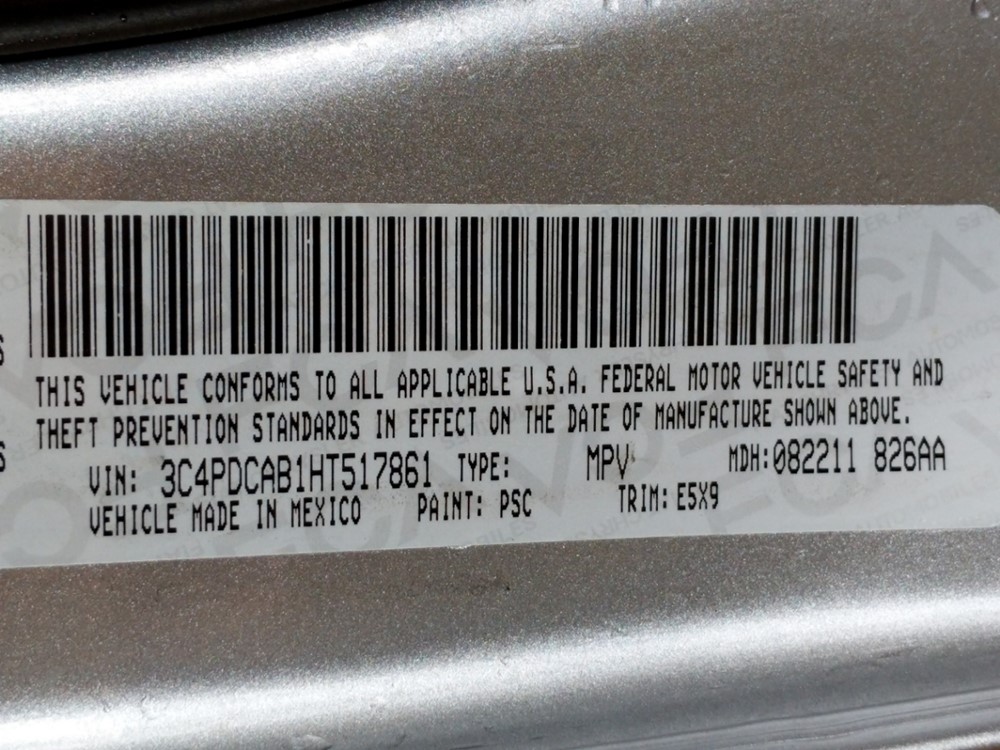 THIS VEHICLE CONFORMS TO ALL APPLICABLE U.S.A. FEDERAL MOTOR VEHICLE SAFETY AND
THEFT PREVENTION STANDARDS IN EFFECT ON THE DATE OF MANUFACTURE SHOWN ABOVE.
VIN: 3C4PDCAB1HT517861 TYPE: MPV MDH:082211 826AA
VEHICLE MADE IN MEXICO PAINT: PSC TRIM: E5X9